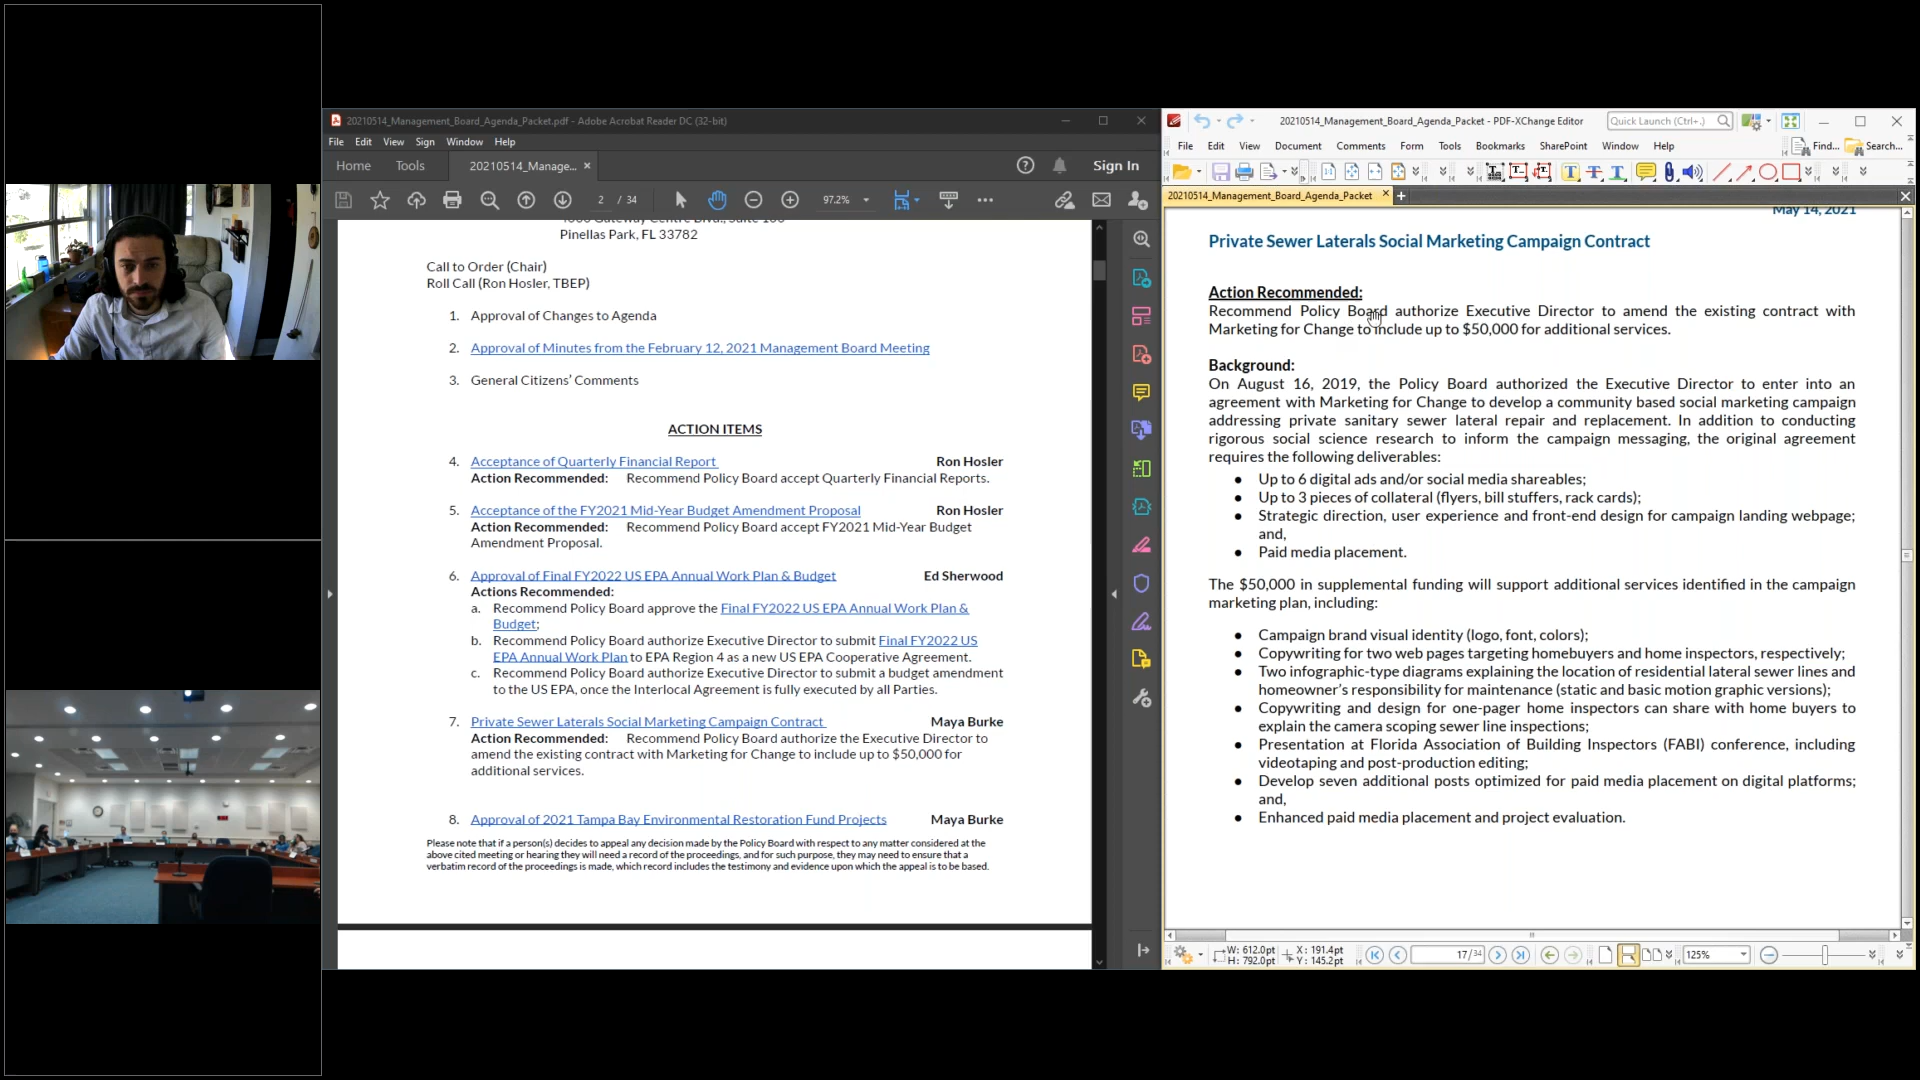 20210514_Management_Board_Agenda_Packet.pdf - Adobe Acrobat Reader DC (32-bit)
File Edit View Sign Window Help
Home Tools 20210514_Manage... × Sign In
2 / 34 97.2%
Pinellas Park, FL 33782
Call to Order (Chair)
Roll Call (Ron Hosler, TBEP)
1. Approval of Changes to Agenda
2. Approval of Minutes from the February 12, 2021 Management Board Meeting
3. General Citizens' Comments
ACTION ITEMS
4. Acceptance of Quarterly Financial Report Ron Hosler
Action Recommended: Recommend Policy Board accept Quarterly Financial Reports.
5. Acceptance of the FY2021 Mid-Year Budget Amendment Proposal Ron Hosler
Action Recommended: Recommend Policy Board accept FY2021 Mid-Year Budget
Amendment Proposal.
6. Approval of Final FY2022 US EPA Annual Work Plan & Budget Ed Sherwood
Actions Recommended:
a. Recommend Policy Board approve the Final FY2022 US EPA Annual Work Plan &
Budget;
b. Recommend Policy Board authorize Executive Director to submit Final FY2022 US
EPA Annual Work Plan to EPA Region 4 as a new US EPA Cooperative Agreement.
c. Recommend Policy Board authorize Executive Director to submit a budget amendment
to the US EPA, once the Interlocal Agreement is fully executed by all Parties.
7. Private Sewer Laterals Social Marketing Campaign Contract Maya Burke
Action Recommended: Recommend Policy Board authorize the Executive Director to
amend the existing contract with Marketing for Change to include up to $50,000 for
additional services.
8. Approval of 2021 Tampa Bay Environmental Restoration Fund Projects Maya Burke
Please note that if a person(s) decides to appeal any decision made by the Policy Board with respect to any matter considered at the
above cited meeting or hearing they will need a record of the proceedings, and for such purpose, they may need to ensure that a
verbatim record of the proceedings is made, which record includes the testimony and evidence upon which the appeal is to be based.
20210514_Management_Board_Agenda_Packet - PDF-XChange Editor Quick Launch (Ctrl+.)
File Edit View Document Comments Form Tools Bookmarks SharePoint Window Help Find... Search...
20210514_Management_Board_Agenda_Packet ×
May 14, 2021
Private Sewer Laterals Social Marketing Campaign Contract
Action Recommended:
Recommend Policy Board authorize Executive Director to amend the existing contract with
Marketing for Change to include up to $50,000 for additional services.
Background:
On August 16, 2019, the Policy Board authorized the Executive Director to enter into an
agreement with Marketing for Change to develop a community based social marketing campaign
addressing private sanitary sewer lateral repair and replacement. In addition to conducting
rigorous social science research to inform the campaign messaging, the original agreement
requires the following deliverables:
● Up to 6 digital ads and/or social media shareables;
● Up to 3 pieces of collateral (flyers, bill stuffers, rack cards);
● Strategic direction, user experience and front-end design for campaign landing webpage;
and,
● Paid media placement.
The $50,000 in supplemental funding will support additional services identified in the campaign
marketing plan, including:
● Campaign brand visual identity (logo, font, colors);
● Copywriting for two web pages targeting homebuyers and home inspectors, respectively;
● Two infographic-type diagrams explaining the location of residential lateral sewer lines and
homeowner's responsibility for maintenance (static and basic motion graphic versions);
● Copywriting and design for one-pager home inspectors can share with home buyers to
explain the camera scoping sewer line inspections;
● Presentation at Florida Association of Building Inspectors (FABI) conference, including
videotaping and post-production editing;
● Develop seven additional posts optimized for paid media placement on digital platforms;
and,
● Enhanced paid media placement and project evaluation.
W: 612.0pt X: 191.4pt
H: 792.0pt Y: 145.2pt
17/34 125%